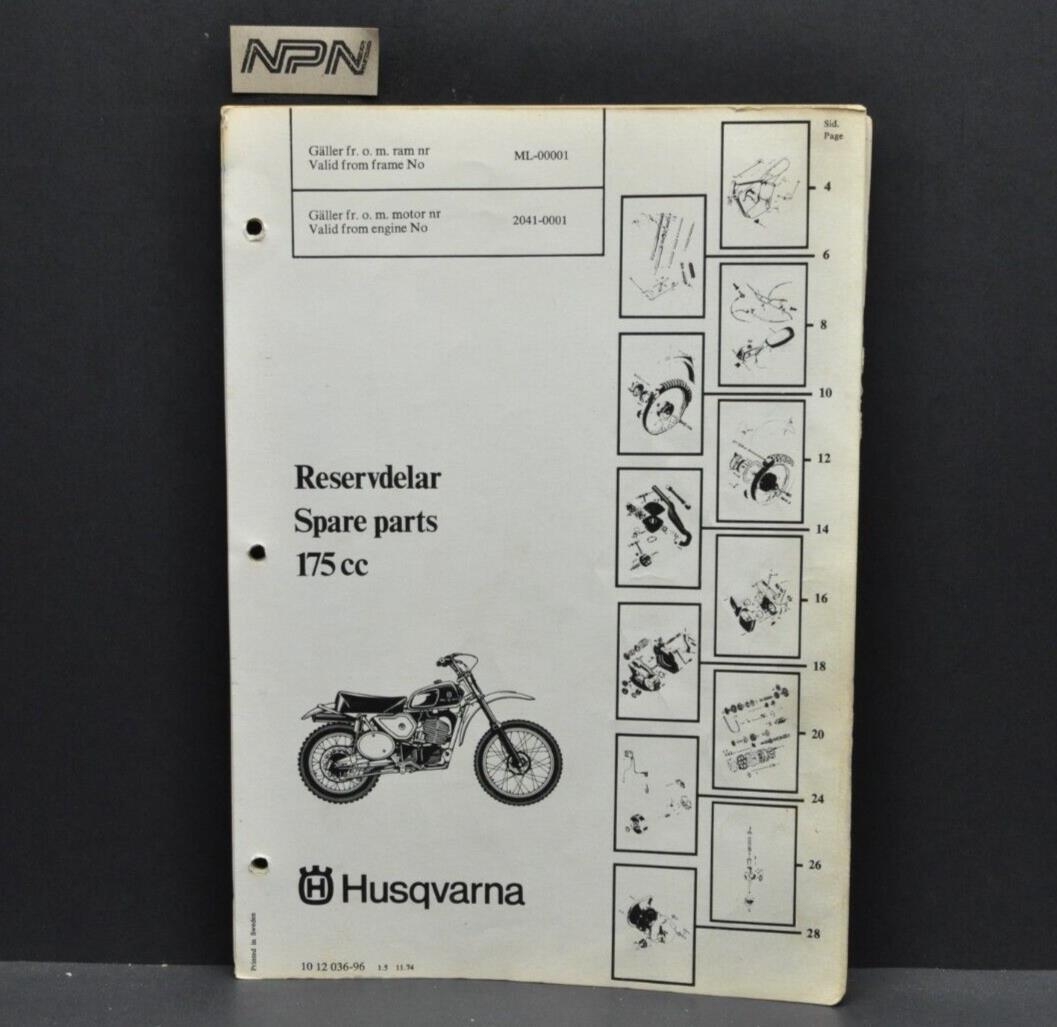 NPN
Gäller fr. o. m. ram nr
Valid from frame No
ML-00001
Gäller fr. o. m. motor nr
Valid from engine No
2041-0001
Sid.
Page
4
6
8
10
12
14
16
18
20
24
26
28
Reservdelar
Spare parts
175 cc
H Husqvarna
Printed in Sweden
10 12 036-96 1.5 11.74